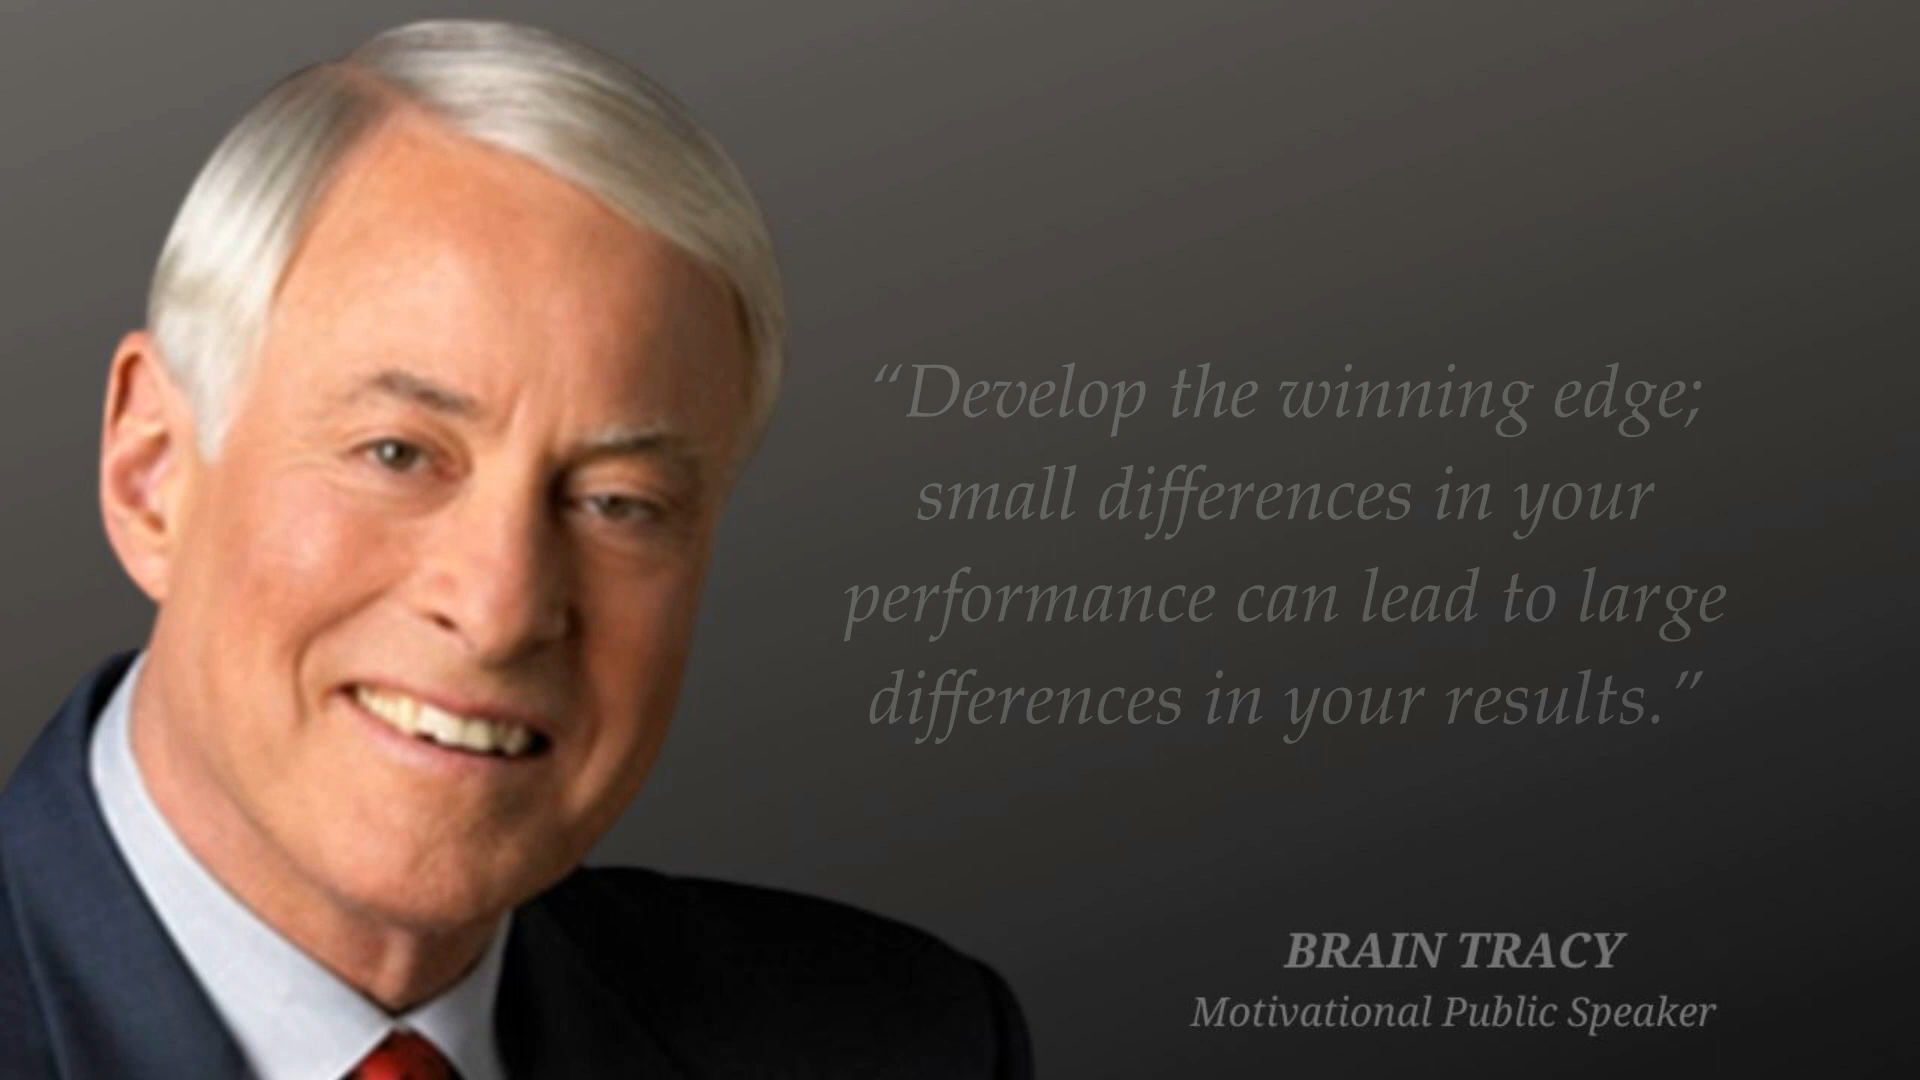 “Develop the winning edge;
small differences in your
performance can lead to large
differences in your results.”
BRAIN TRACY
Motivational Public Speaker